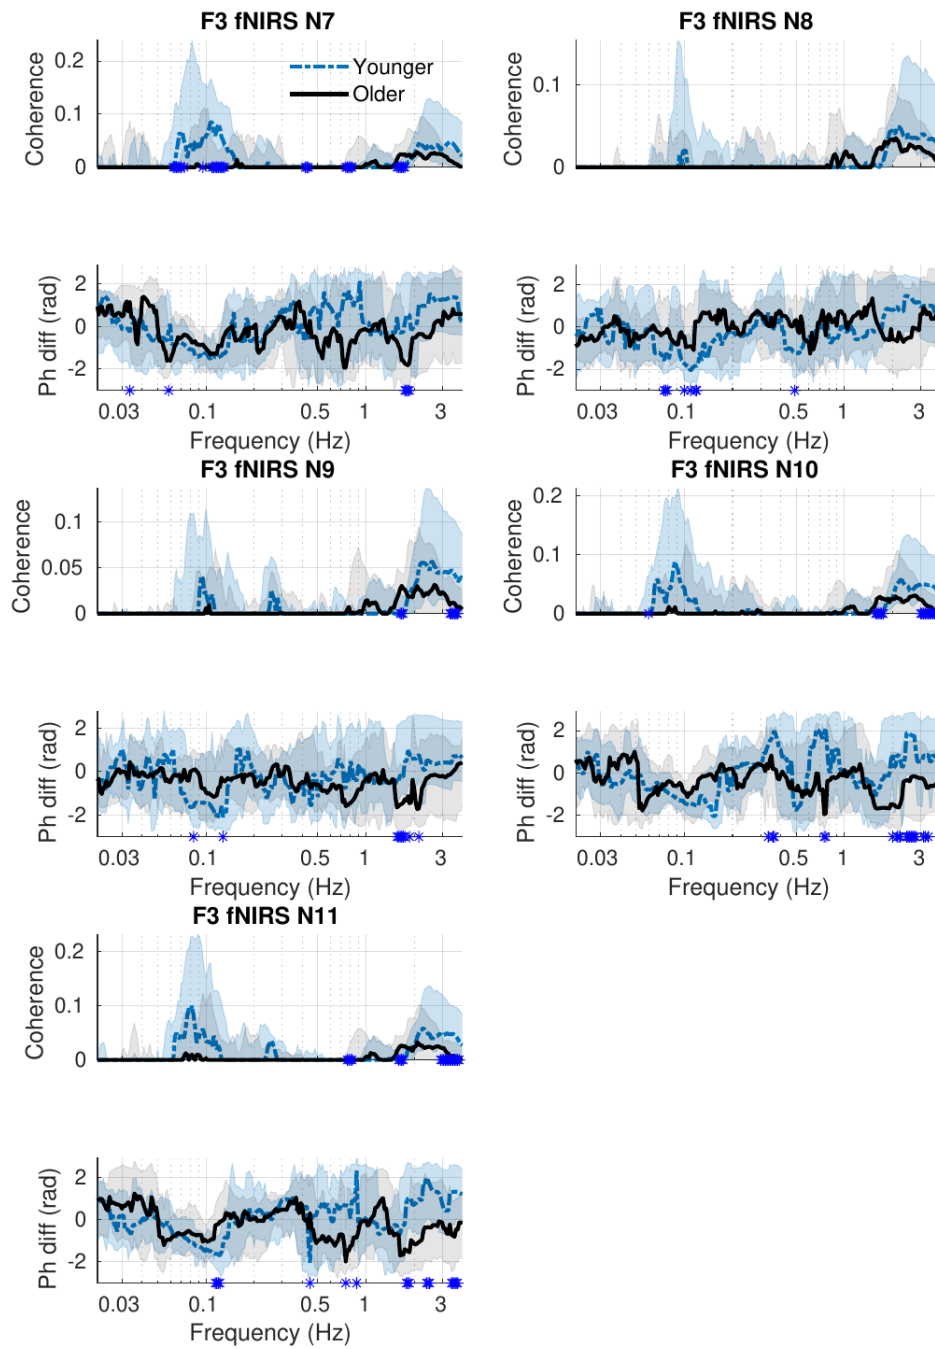 F3 fNIRS N7
Coherence
0.2
0.1
0
Younger
Older
Ph diff (rad)
2
0
-2
0.03 0.1 0.5 1 3
Frequency (Hz)
F3 fNIRS N8
Coherence
0.1
0
Ph diff (rad)
2
0
-2
0.03 0.1 0.5 1 3
Frequency (Hz)
F3 fNIRS N9
Coherence
0.1
0.05
0
Ph diff (rad)
2
0
-2
0.03 0.1 0.5 1 3
Frequency (Hz)
F3 fNIRS N10
Coherence
0.2
0.1
0
Ph diff (rad)
2
0
-2
0.03 0.1 0.5 1 3
Frequency (Hz)
F3 fNIRS N11
Coherence
0.2
0.1
0
Ph diff (rad)
2
0
-2
0.03 0.1 0.5 1 3
Frequency (Hz)